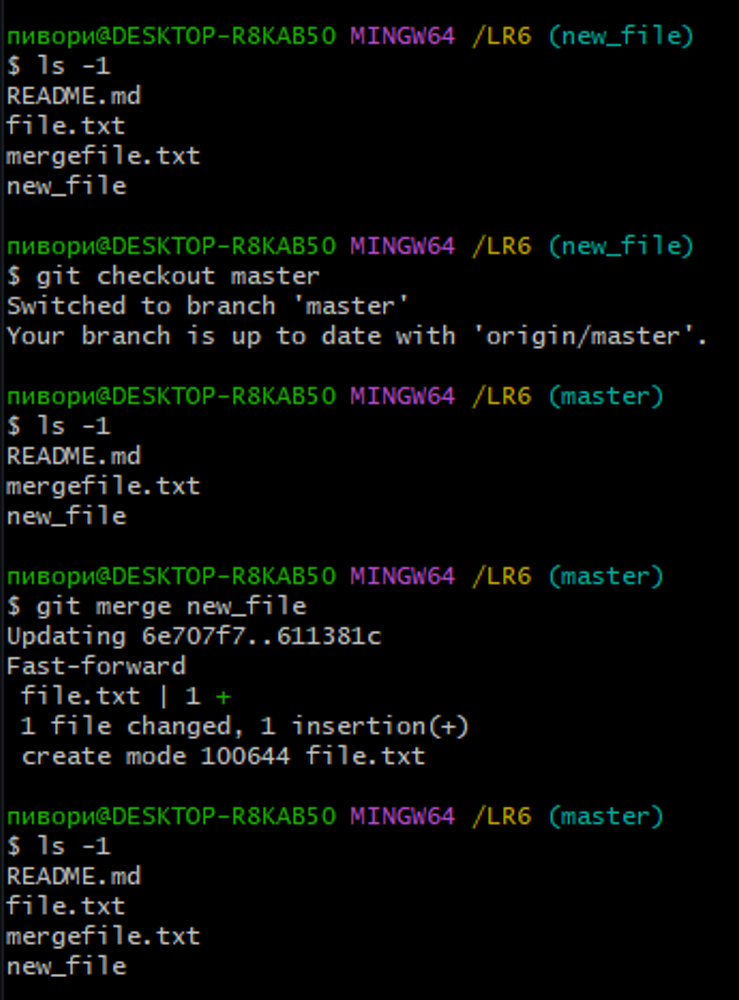 пивори@DESKTOP-R8KAB50 MINGW64 /LR6 (new_file)
$ ls -1
README.md
file.txt
mergefile.txt
new_file
пивори@DESKTOP-R8KAB50 MINGW64 /LR6 (new_file)
$ git checkout master
Switched to branch 'master'
Your branch is up to date with 'origin/master'.
пивори@DESKTOP-R8KAB50 MINGW64 /LR6 (master)
$ ls -1
README.md
mergefile.txt
new_file
пивори@DESKTOP-R8KAB50 MINGW64 /LR6 (master)
$ git merge new_file
Updating 6e707f7..611381c
Fast-forward
 file.txt | 1 +
 1 file changed, 1 insertion(+)
 create mode 100644 file.txt
пивори@DESKTOP-R8KAB50 MINGW64 /LR6 (master)
$ ls -1
README.md
file.txt
mergefile.txt
new_file